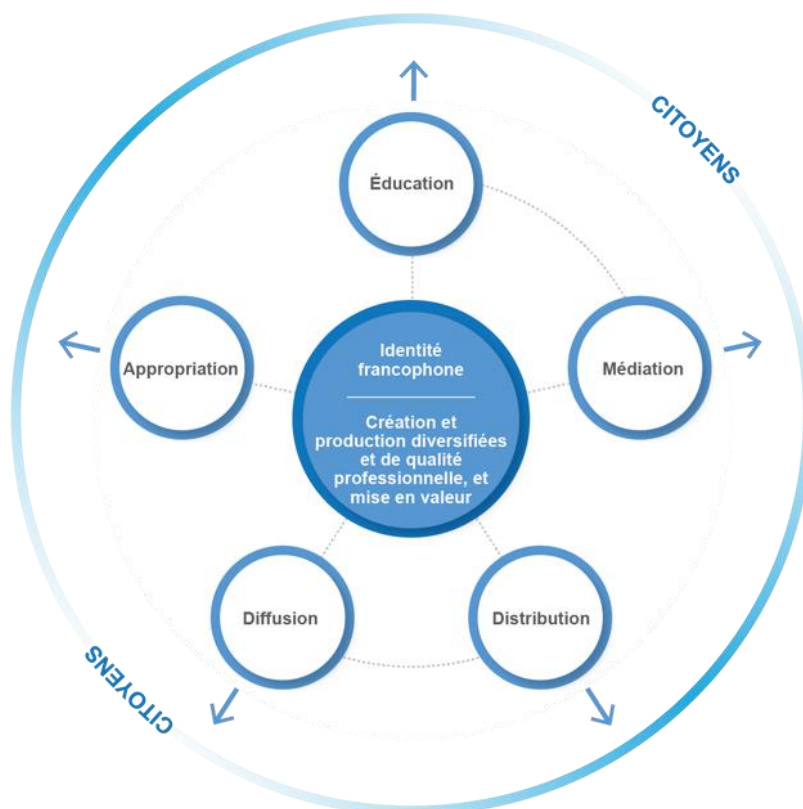 CITOYENS
Éducation
Appropriation
Identité
francophone
Création et
production diversifiées
et de qualité
professionnelle, et
mise en valeur
Médiation
Diffusion
Distribution
CITOYENS